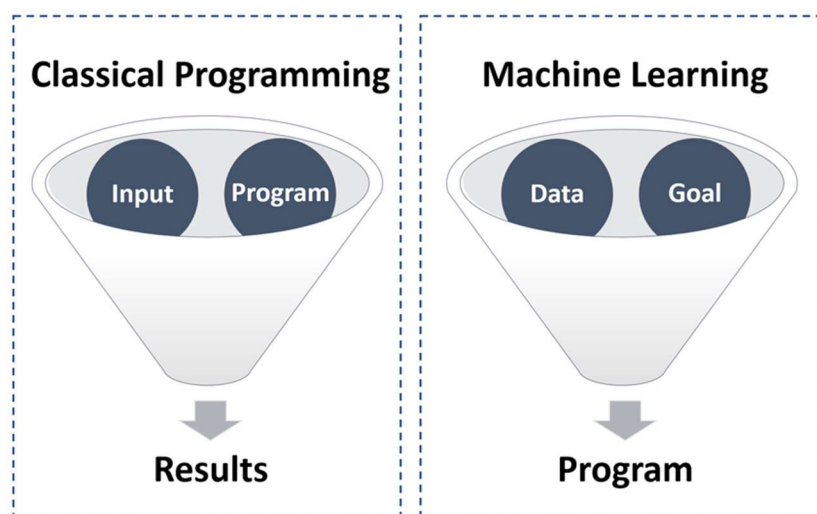 Classical Programming
Input
Program
Results
Machine Learning
Data
Goal
Program